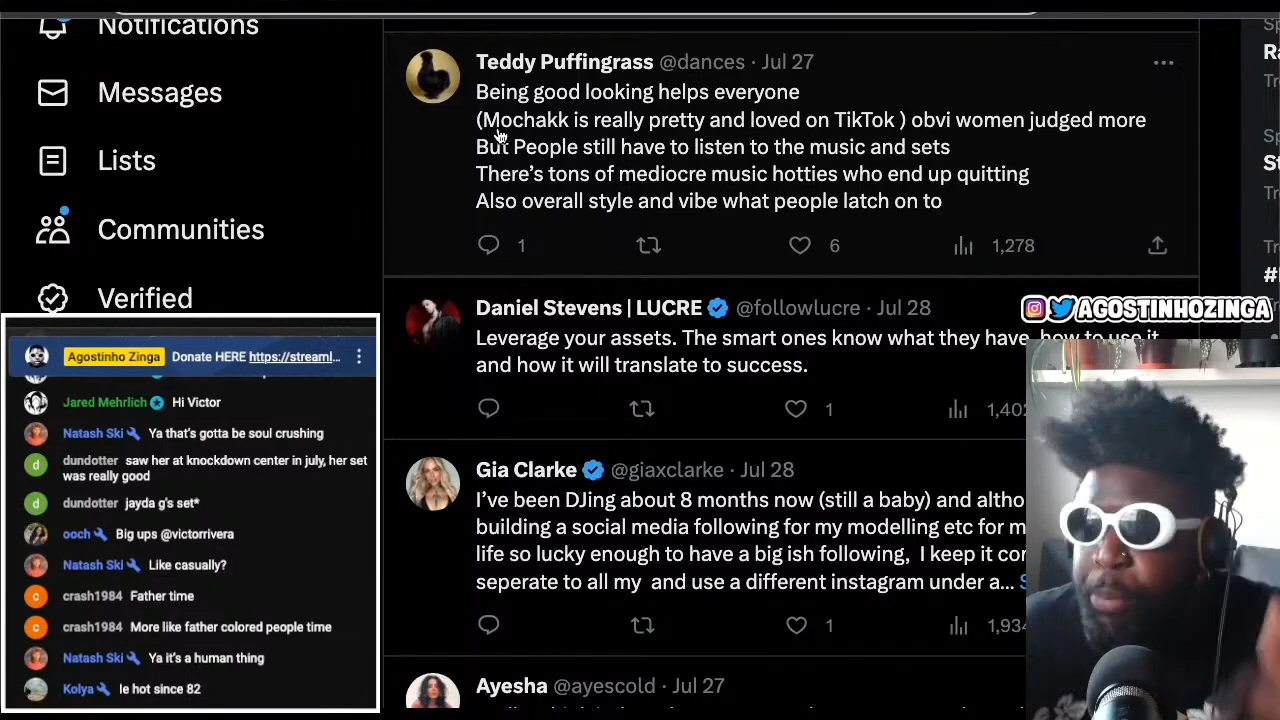 Notifications
Messages
Lists
Communities
Verified
Teddy Puffingrass @dances · Jul 27
Being good looking helps everyone
(Mochakk is really pretty and loved on TikTok ) obvi women judged more
But People still have to listen to the music and sets
There's tons of mediocre music hotties who end up quitting
Also overall style and vibe what people latch on to
1 6 1,278
Daniel Stevens | LUCRE @followlucre · Jul 28
Leverage your assets. The smart ones know what they have, how to use it
and how it will translate to success.
1 1,402
Gia Clarke @giaxclarke · Jul 28
I've been DJing about 8 months now (still a baby) and altho
building a social media following for my modelling etc for m
life so lucky enough to have a big ish following, I keep it con
seperate to all my and use a different instagram under a... S
1 1,934
Ayesha @ayescold · Jul 27
AGOSTINHOZINGA
Agostinho Zinga Donate HERE https://streaml...
Jared Mehrlich Hi Victor
Natash Ski Ya that's gotta be soul crushing
dundotter saw her at knockdown center in july, her set
was really good
dundotter jayda g's set*
ooch Big ups @victorrivera
Natash Ski Like casually?
crash1984 Father time
crash1984 More like father colored people time
Natash Ski Ya it's a human thing
Kolya le hot since 82